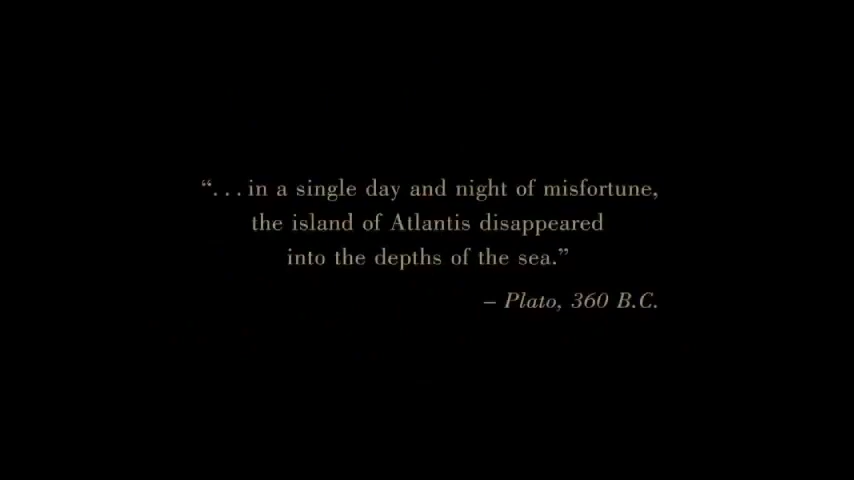 “. . . in a single day and night of misfortune,
the island of Atlantis disappeared
into the depths of the sea.”
– Plato, 360 B.C.